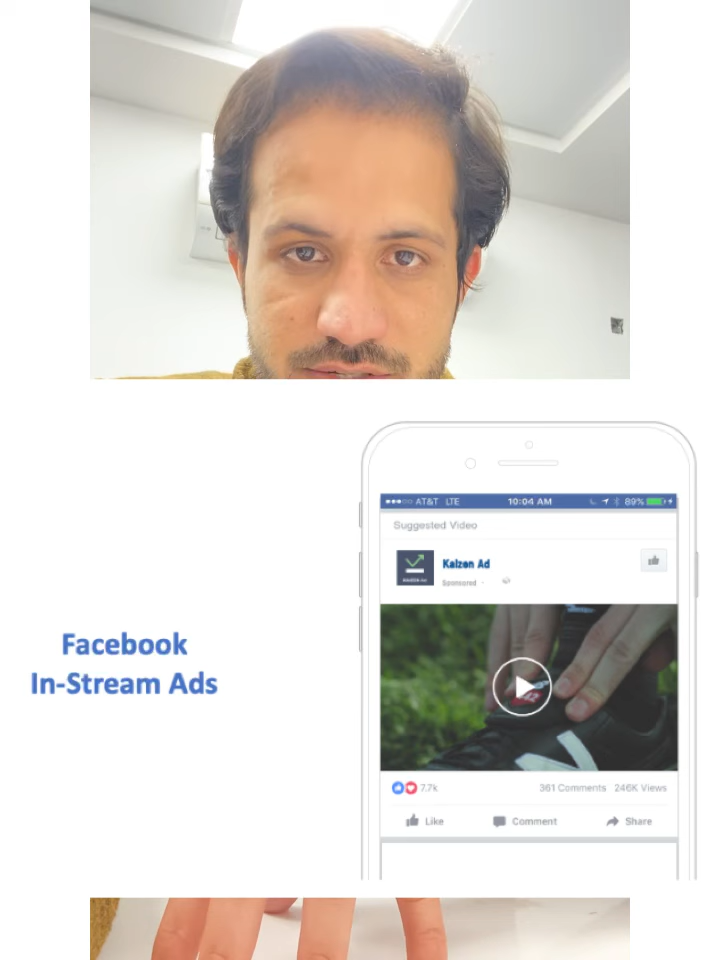 AT&T LTE 10:04 AM 89%
Suggested Video
Kaizen Ad
Sponsored
Facebook
In-Stream Ads
7.7k 361 Comments 246K Views
Like Comment Share